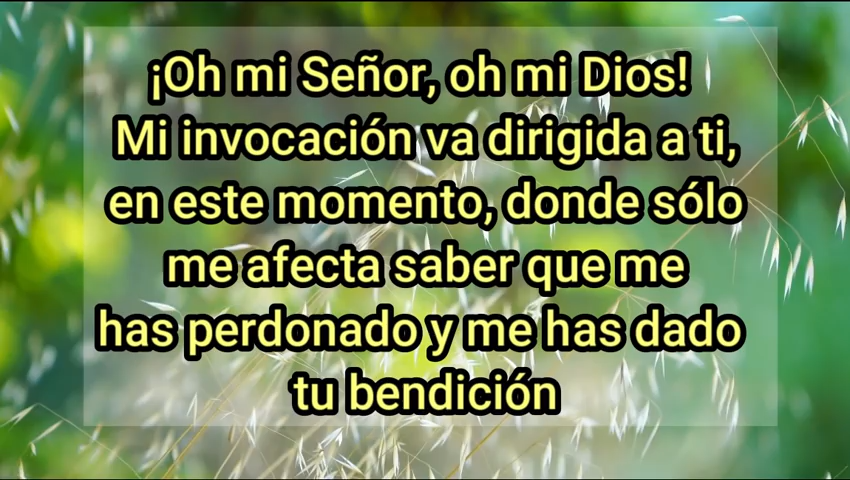 ¡Oh mi Señor, oh mi Dios!
Mi invocación va dirigida a ti,
en este momento, donde sólo
me afecta saber que me
has perdonado y me has dado
tu bendición